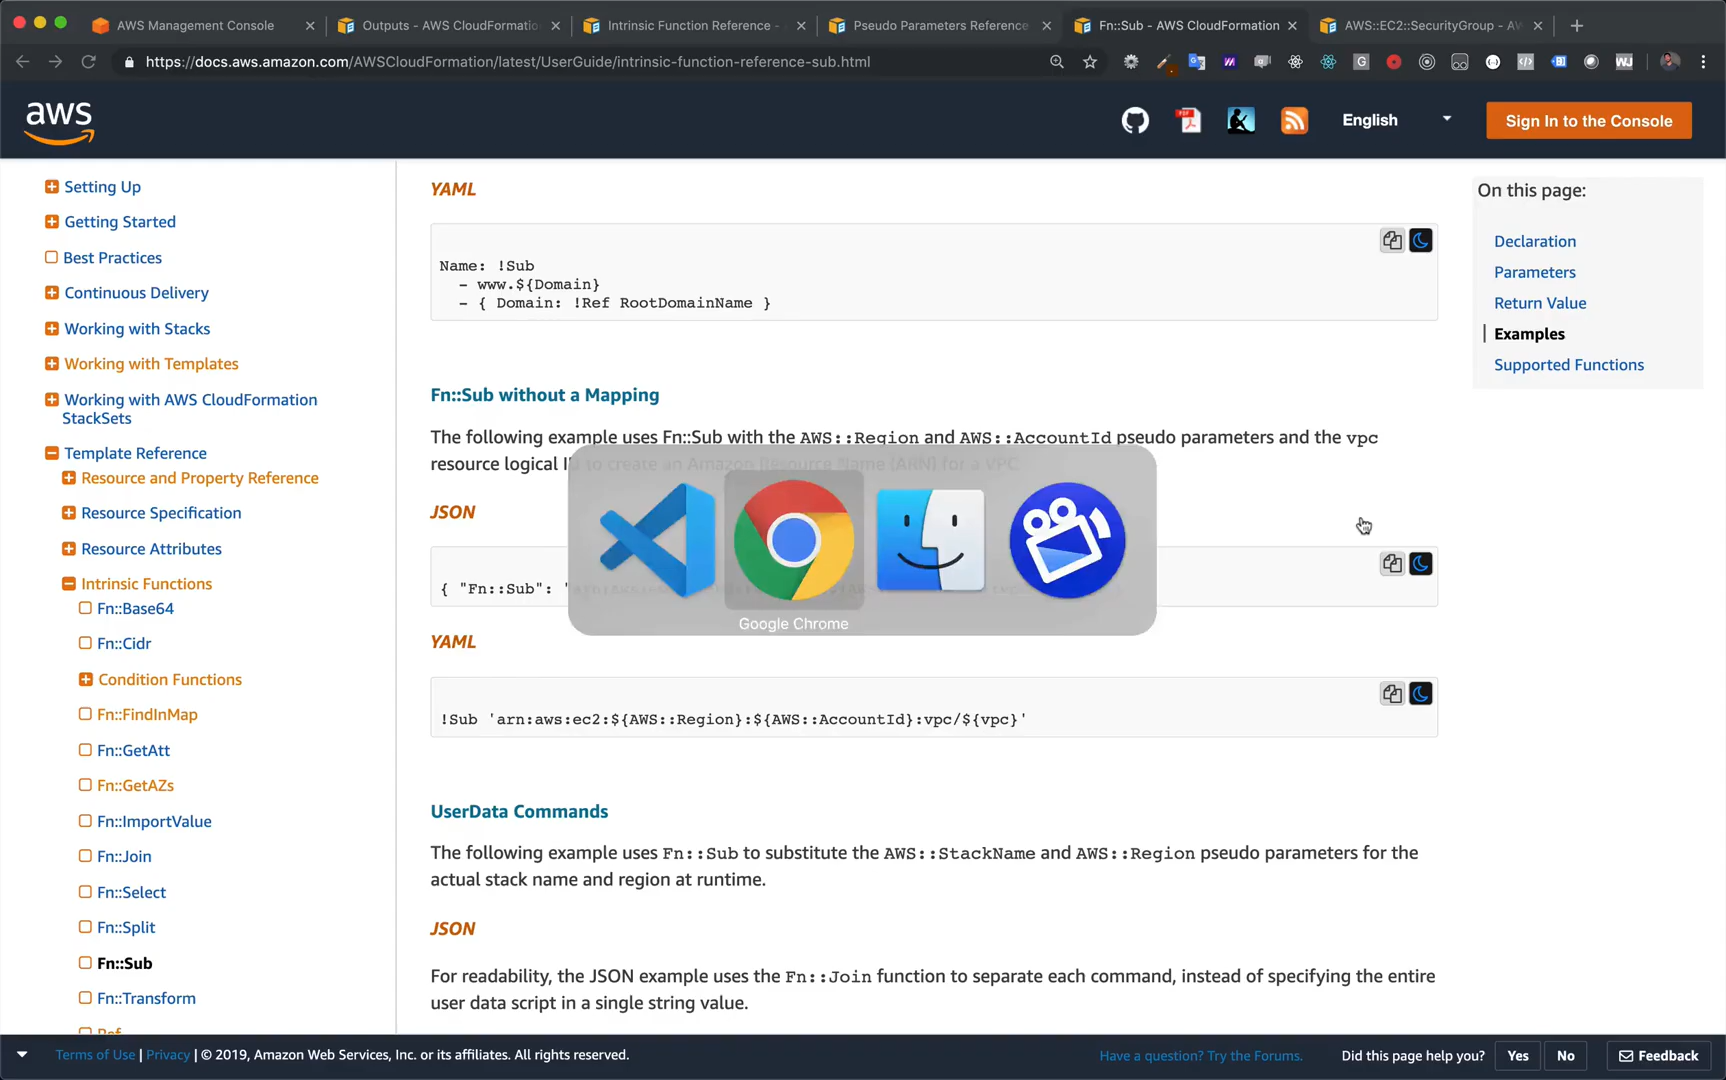 AWS Management Console
Outputs - AWS CloudFormatio
Intrinsic Function Reference -
Pseudo Parameters Reference
Fn::Sub - AWS CloudFormation
AWS::EC2::SecurityGroup - AW
https://docs.aws.amazon.com/AWSCloudFormation/latest/UserGuide/intrinsic-function-reference-sub.html
aws
English
Sign In to the Console
Setting Up
Getting Started
Best Practices
Continuous Delivery
Working with Stacks
Working with Templates
Working with AWS CloudFormation
StackSets
Template Reference
Resource and Property Reference
Resource Specification
Resource Attributes
Intrinsic Functions
Fn::Base64
Fn::Cidr
Condition Functions
Fn::FindInMap
Fn::GetAtt
Fn::GetAZs
Fn::ImportValue
Fn::Join
Fn::Select
Fn::Split
Fn::Sub
Fn::Transform
Ref
YAML
Name: !Sub
- www.${Domain}
- { Domain: !Ref RootDomainName }
Fn::Sub without a Mapping
The following example uses Fn::Sub with the AWS::Region and AWS::AccountId pseudo parameters and the vpc
resource logical ID to create an Amazon Resource Name (ARN) for a VPC
JSON
{ "Fn::Sub": "
Google Chrome
YAML
!Sub 'arn:aws:ec2:${AWS::Region}:${AWS::AccountId}:vpc/${vpc}'
UserData Commands
The following example uses Fn::Sub to substitute the AWS::StackName and AWS::Region pseudo parameters for the
actual stack name and region at runtime.
JSON
For readability, the JSON example uses the Fn::Join function to separate each command, instead of specifying the entire
user data script in a single string value.
On this page:
Declaration
Parameters
Return Value
Examples
Supported Functions
Terms of Use | Privacy | © 2019, Amazon Web Services, Inc. or its affiliates. All rights reserved.
Have a question? Try the Forums.
Did this page help you?
Yes
No
Feedback